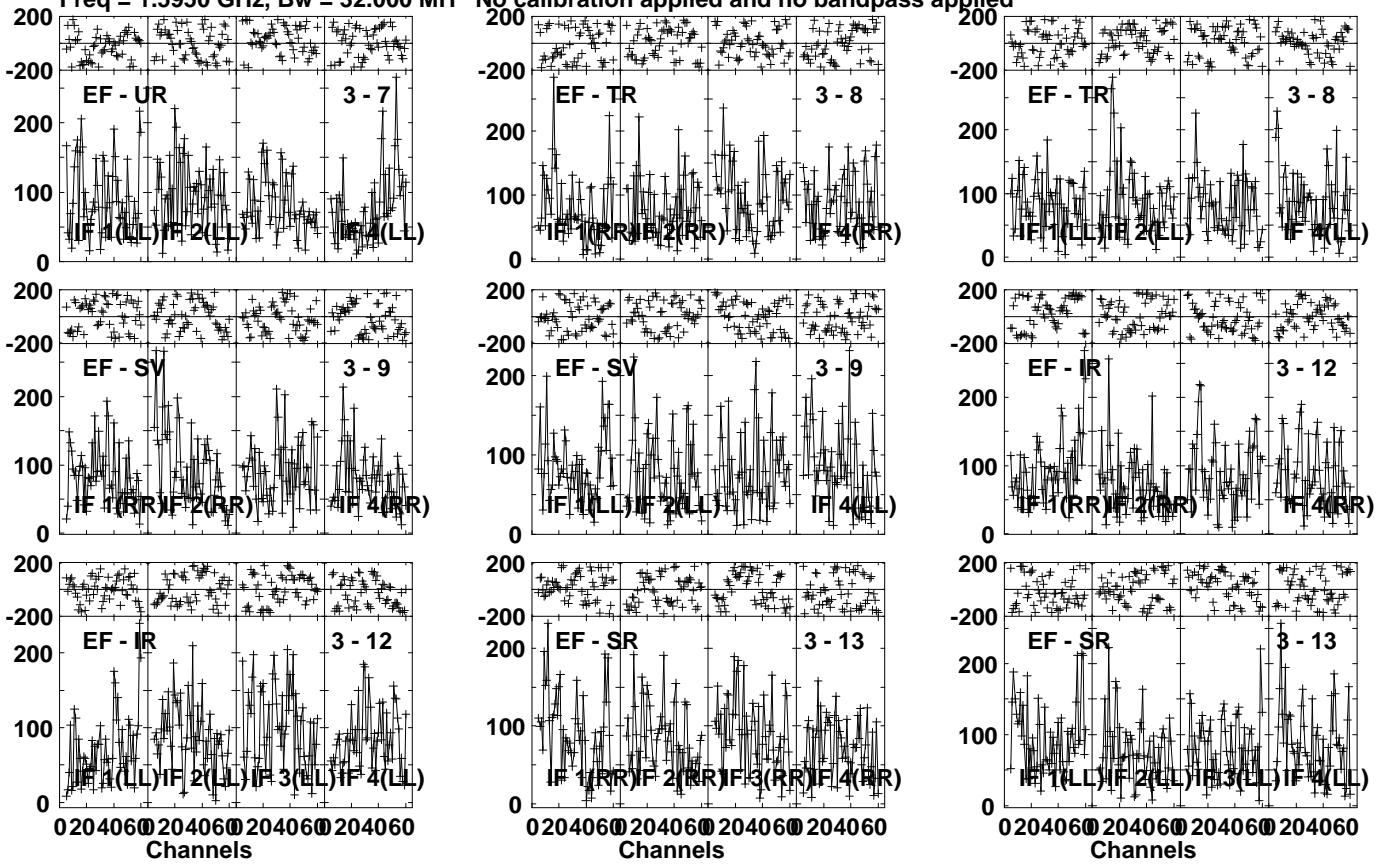 Freq = 1.5950 GHz, Bw = 32.000 MH No calibration applied and no bandpass applied
200
-200
EF - UR 3 - 7
200
100
0
IF 1(LL) IF 2(LL) IF 4(LL)
EF - TR 3 - 8
200
100
0
IF 1(RR) IF 2(RR) IF 4(RR)
EF - TR 3 - 8
200
100
0
IF 1(LL) IF 2(LL) IF 4(LL)
200
-200
EF - SV 3 - 9
200
100
0
IF 1(RR) IF 2(RR) IF 4(RR)
200
-200
EF - SV 3 - 9
200
100
0
IF 1(LL) IF 2(LL) IF 4(LL)
200
-200
EF - IR 3 - 12
200
100
0
IF 1(RR) IF 2(RR) IF 4(RR)
200
-200
EF - IR 3 - 12
200
100
0
IF 1(LL) IF 2(LL) IF 3(LL) IF 4(LL)
0 20 40 60 0 20 40 60 0 20 40 60 0 20 40 60
Channels
200
-200
EF - SR 3 - 13
200
100
0
IF 1(RR) IF 2(RR) IF 3(RR) IF 4(RR)
0 20 40 60 0 20 40 60 0 20 40 60 0 20 40 60
Channels
200
-200
EF - SR 3 - 13
200
100
0
IF 1(LL) IF 2(LL) IF 3(LL) IF 4(LL)
0 20 40 60 0 20 40 60 0 20 40 60 0 20 40 60
Channels